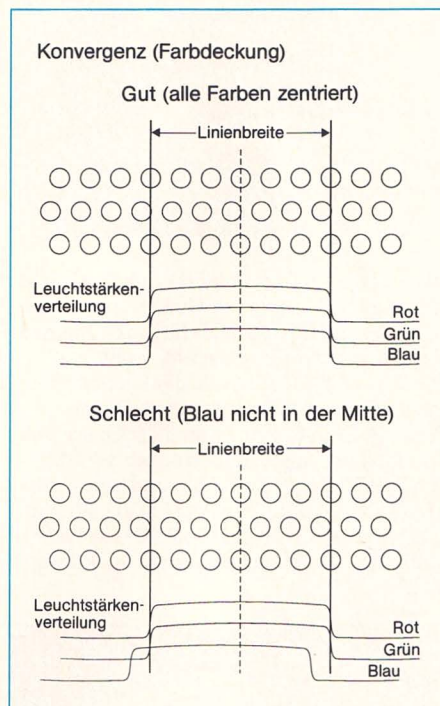 Konvergenz (Farbdeckung)
Gut (alle Farben zentriert)
Linienbreite
Leuchtstärken-
verteilung
Rot
Grün
Blau
Schlecht (Blau nicht in der Mitte)
Linienbreite
Leuchtstärken-
verteilung
Rot
Grün
Blau